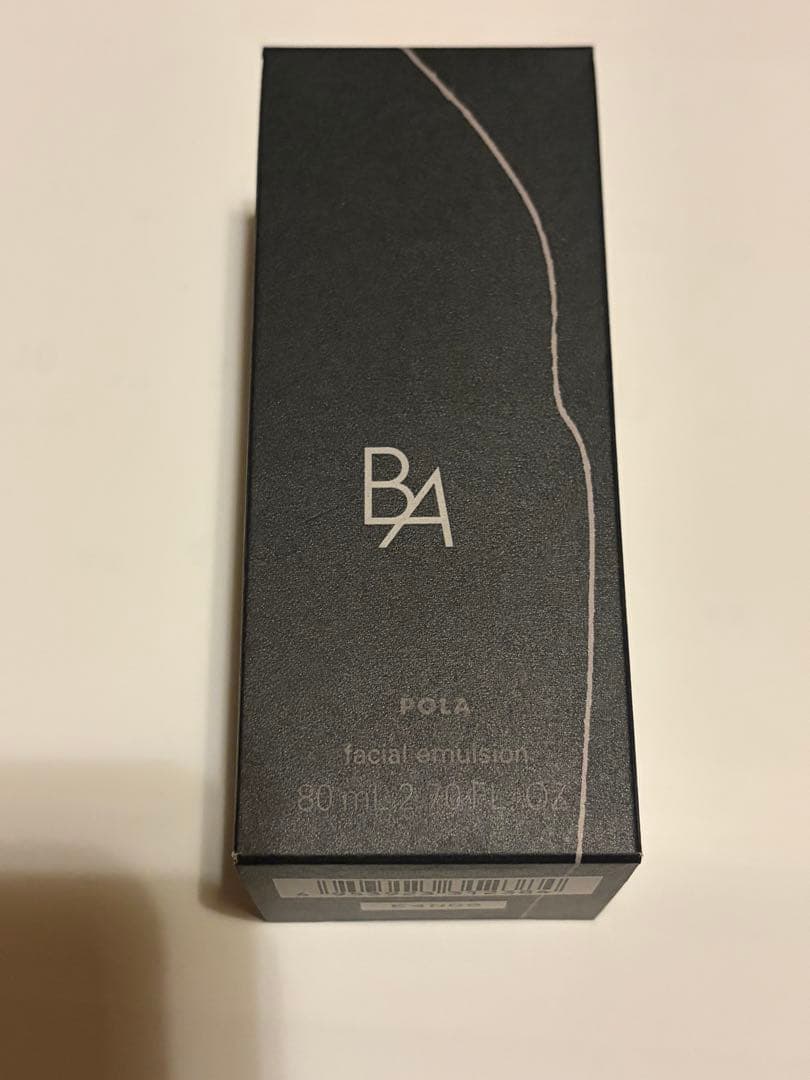 BA
POLA
facial emulsion
80 mL 2.70 FL. OZ.